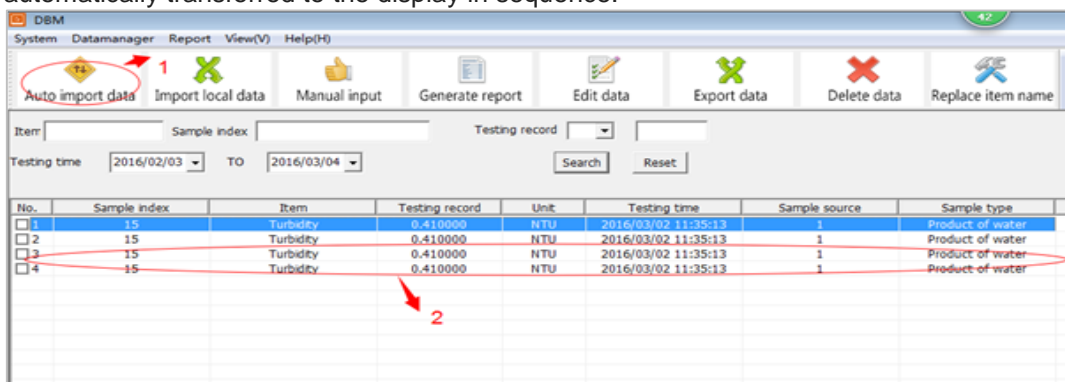 automatically transferred to the display in sequence.
DBM
42
System Datamanager Report View(V) Help(H)
1
Auto import data Import local data Manual input Generate report Edit data Export data Delete data Replace item name
Item Sample index Testing record
Testing time 2016/02/03 TO 2016/03/04 Search Reset
No. Sample index Item Testing record Unit Testing time Sample source Sample type
1 15 Turbidity 0.410000 NTU 2016/03/02 11:35:13 1 Product of water
2 15 Turbidity 0.410000 NTU 2016/03/02 11:35:13 1 Product of water
3 15 Turbidity 0.410000 NTU 2016/03/02 11:35:13 1 Product of water
4 15 Turbidity 0.410000 NTU 2016/03/02 11:35:13 1 Product of water
2